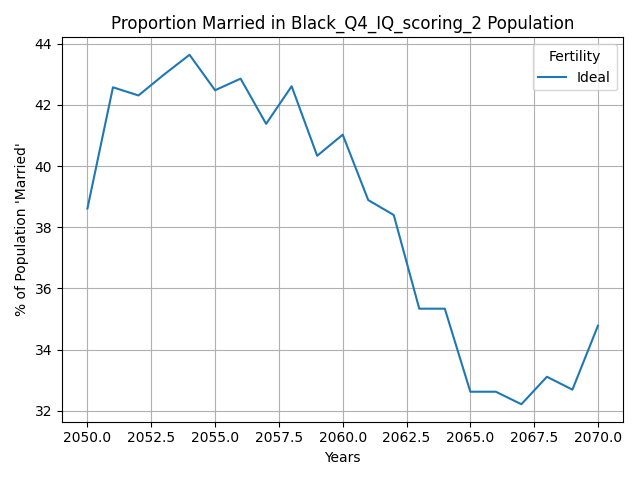 Proportion Married in Black_Q4_IQ_scoring_2 Population
Fertility
Ideal
% of Population 'Married'
44
42
40
38
36
34
32
2050.0 2052.5 2055.0 2057.5 2060.0 2062.5 2065.0 2067.5 2070.0
Years